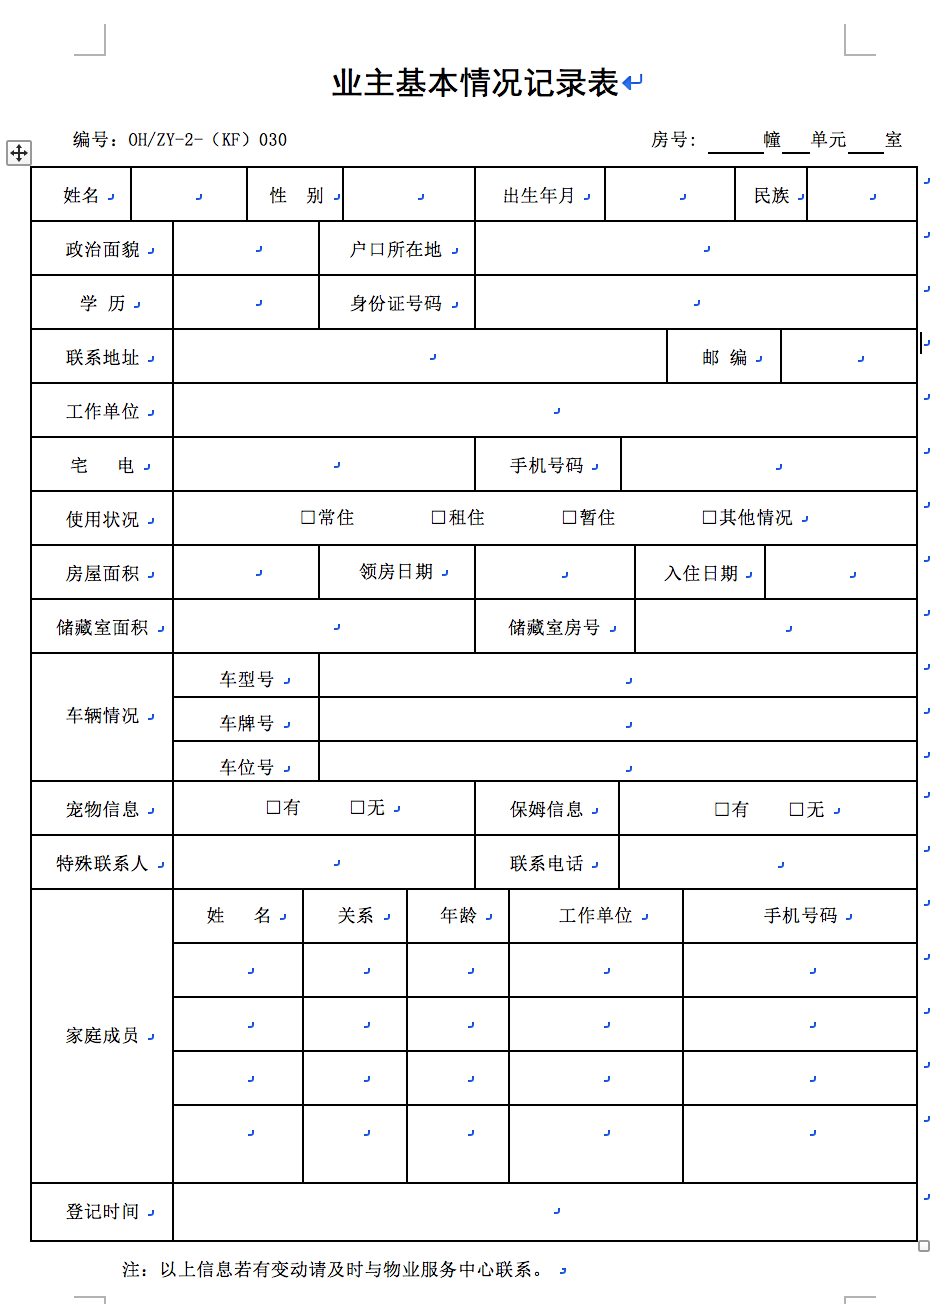 业主基本情况记录表
编号：OH/ZY-2-（KF）030 房号: ______幢___单元____室
姓名 性 别 出生年月 民族
政治面貌 户口所在地
学 历 身份证号码
联系地址 邮 编
工作单位
宅 电 手机号码
使用状况 □常住 □租住 □暂住 □其他情况
房屋面积 领房日期 入住日期
储藏室面积 储藏室房号
车辆情况 车型号
车牌号
车位号
宠物信息 □有 □无 保姆信息 □有 □无
特殊联系人 联系电话
姓 名 关系 年龄 工作单位 手机号码
家庭成员
登记时间
注：以上信息若有变动请及时与物业服务中心联系。